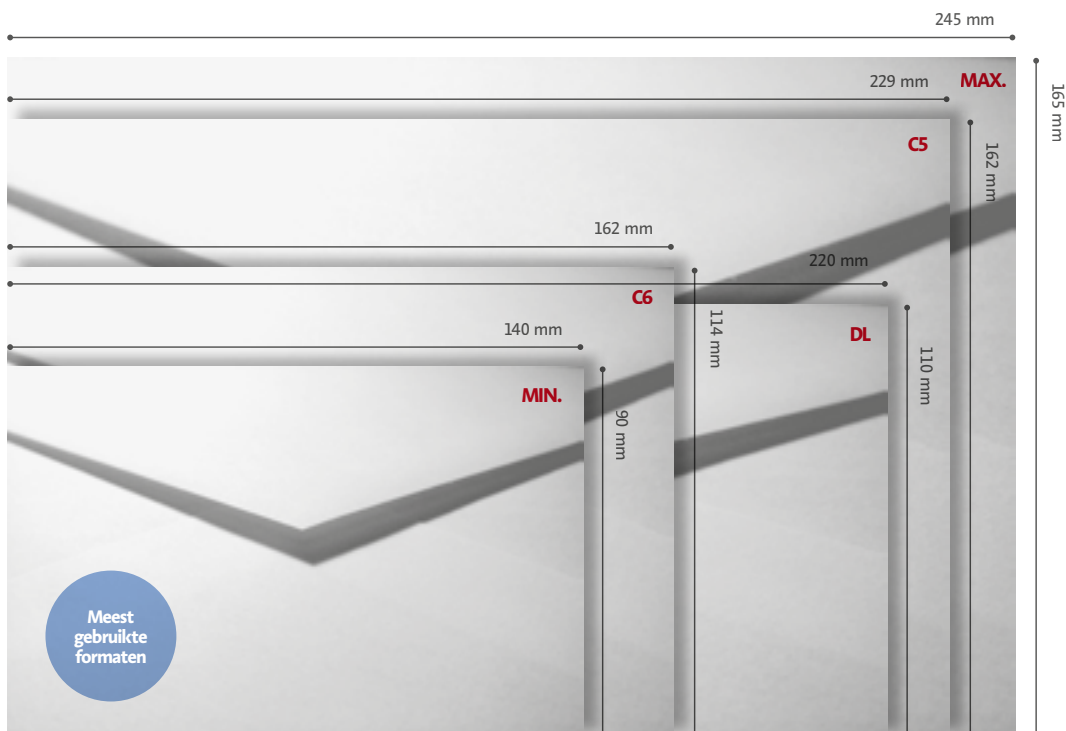 245 mm
MAX.
165 mm
229 mm
C5
162 mm
162 mm
220 mm
C6
114 mm
DL
110 mm
140 mm
MIN.
90 mm
Meest
gebruikte
formaten